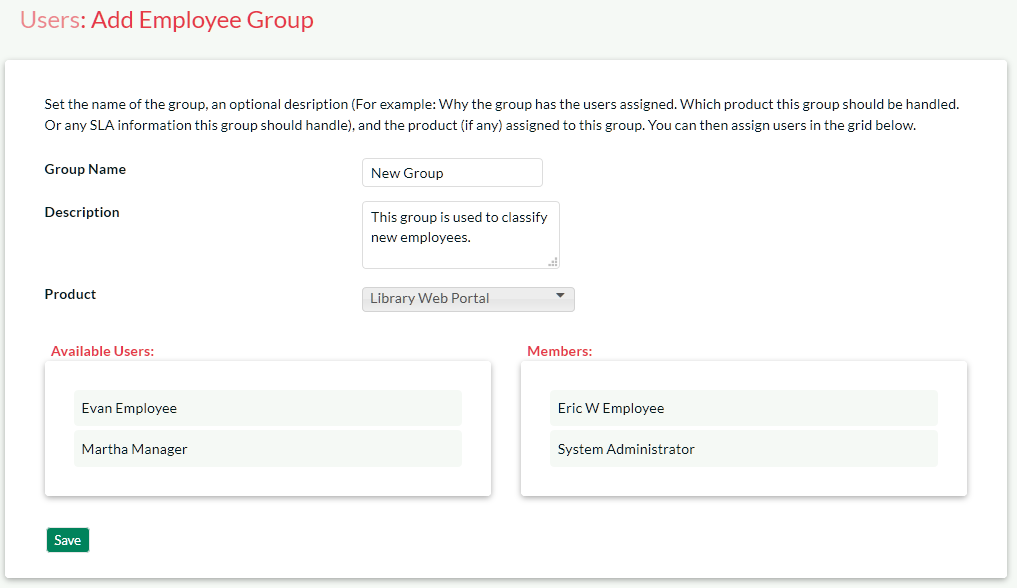 Users: Add Employee Group
Set the name of the group, an optional desription (For example: Why the group has the users assigned. Which product this group should be handled.
Or any SLA information this group should handle), and the product (if any) assigned to this group. You can then assign users in the grid below.
Group Name
New Group
Description
This group is used to classify
new employees.
Product
Library Web Portal
Available Users:
Evan Employee
Martha Manager
Members:
Eric W Employee
System Administrator
Save